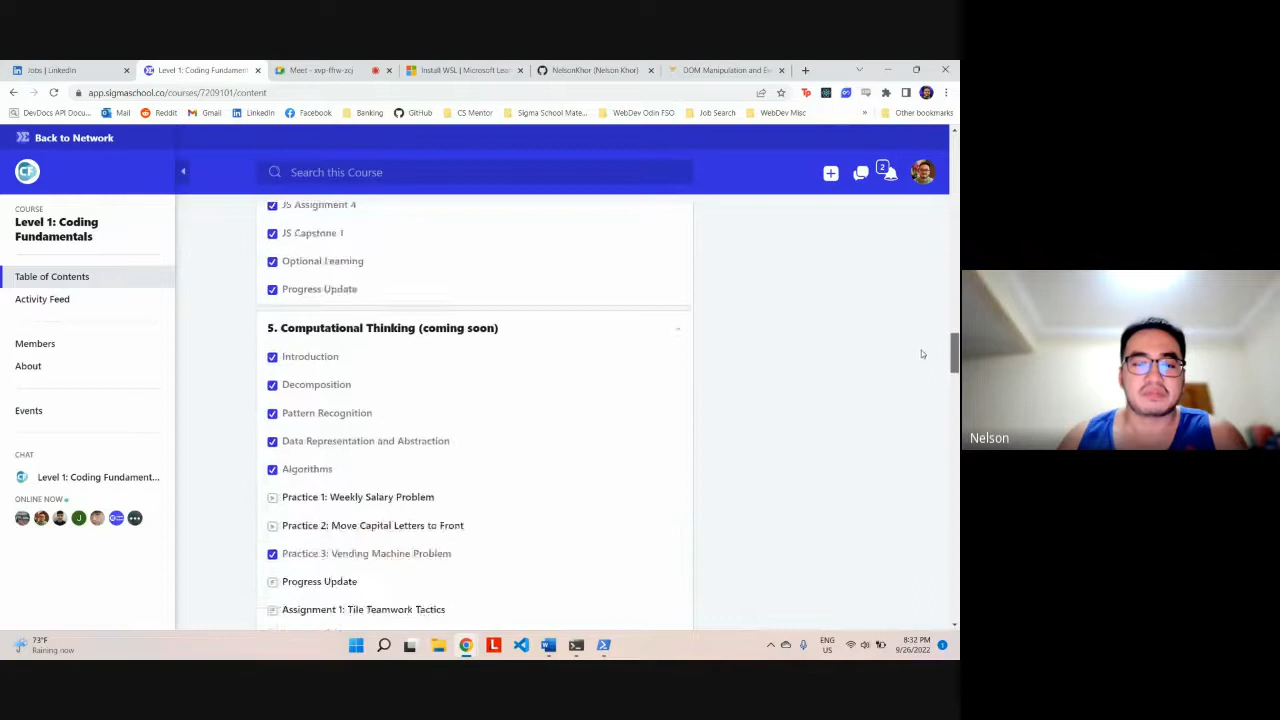 Jobs | LinkedIn
Level 1: Coding Fundamen
Meet - xvp-ffrw-zcj
Install WSL | Microsoft Lea
NelsonKhor (Nelson Khor)
DOM Manipulation and Ev
app.sigmaschool.co/courses/7209101/content
DevDocs API Docu...
Mail
Reddit
Gmail
LinkedIn
Facebook
Banking
GitHub
CS Mentor
Sigma School Mate...
WebDev Odin FSO
Job Search
WebDev Misc
»
Other bookmarks
Back to Network
CF
Search this Course
2
COURSE
Level 1: Coding
Fundamentals
Table of Contents
Activity Feed
Members
About
Events
CHAT
Level 1: Coding Fundament...
ONLINE NOW
J
JS Assignment 4
JS Capstone 1
Optional Learning
Progress Update
5. Computational Thinking (coming soon)
Introduction
Decomposition
Pattern Recognition
Data Representation and Abstraction
Algorithms
Practice 1: Weekly Salary Problem
Practice 2: Move Capital Letters to Front
Practice 3: Vending Machine Problem
Progress Update
Assignment 1: Tile Teamwork Tactics
Nelson
73°F
Raining now
ENG
US
8:32 PM
9/26/2022
1